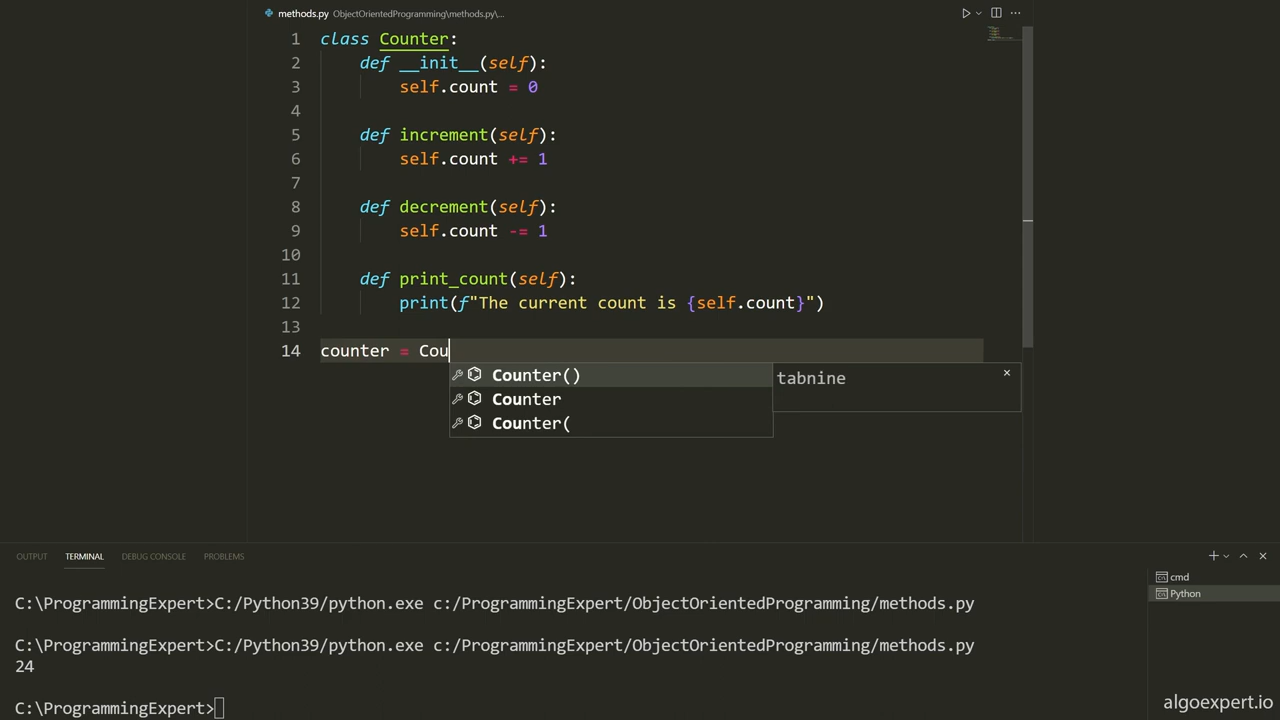 methods.py ObjectOrientedProgramming\methods.py\...
1 class Counter:
2     def __init__(self):
3         self.count = 0
4
5     def increment(self):
6         self.count += 1
7
8     def decrement(self):
9         self.count -= 1
10
11     def print_count(self):
12         print(f"The current count is {self.count}")
13
14 counter = Cou
Counter() tabnine
Counter
Counter(
OUTPUT TERMINAL DEBUG CONSOLE PROBLEMS
cmd
Python
C:\ProgrammingExpert>C:/Python39/python.exe c:/ProgrammingExpert/ObjectOrientedProgramming/methods.py
C:\ProgrammingExpert>C:/Python39/python.exe c:/ProgrammingExpert/ObjectOrientedProgramming/methods.py
24
C:\ProgrammingExpert>
algoexpert.io